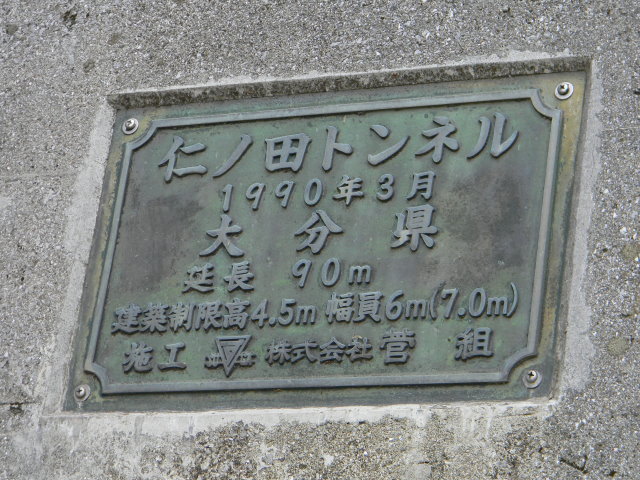 仁ノ田トンネル
1990年3月
大分県
延長 90m
建築制限高4.5m 幅員6m(7.0m)
施工 株式会社 菅 組